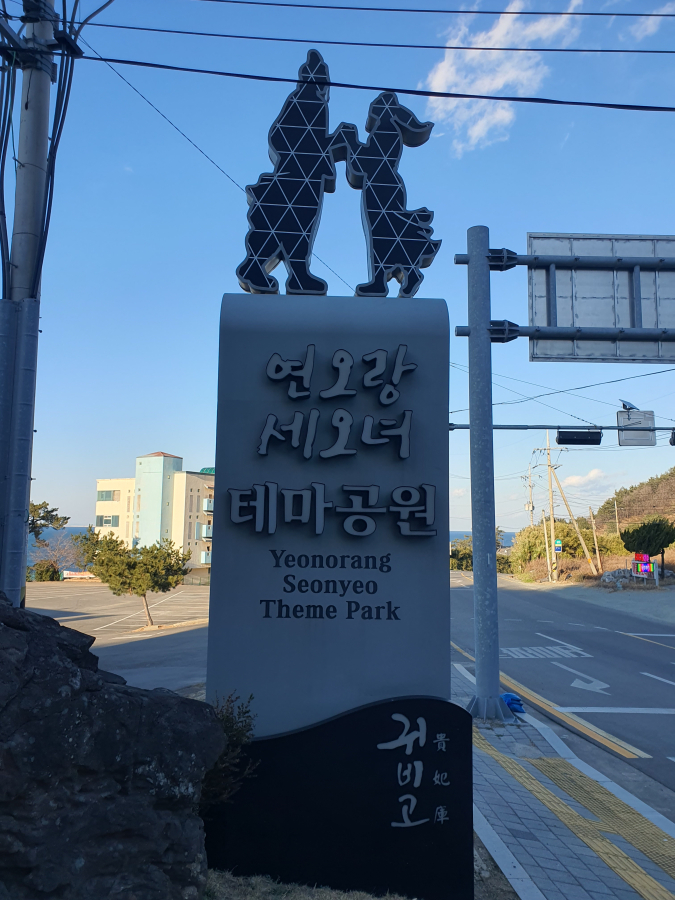 연오랑
세오녀
테마공원
Yeonorang
Seonyeo
Theme Park
귀비고
貴妃庫